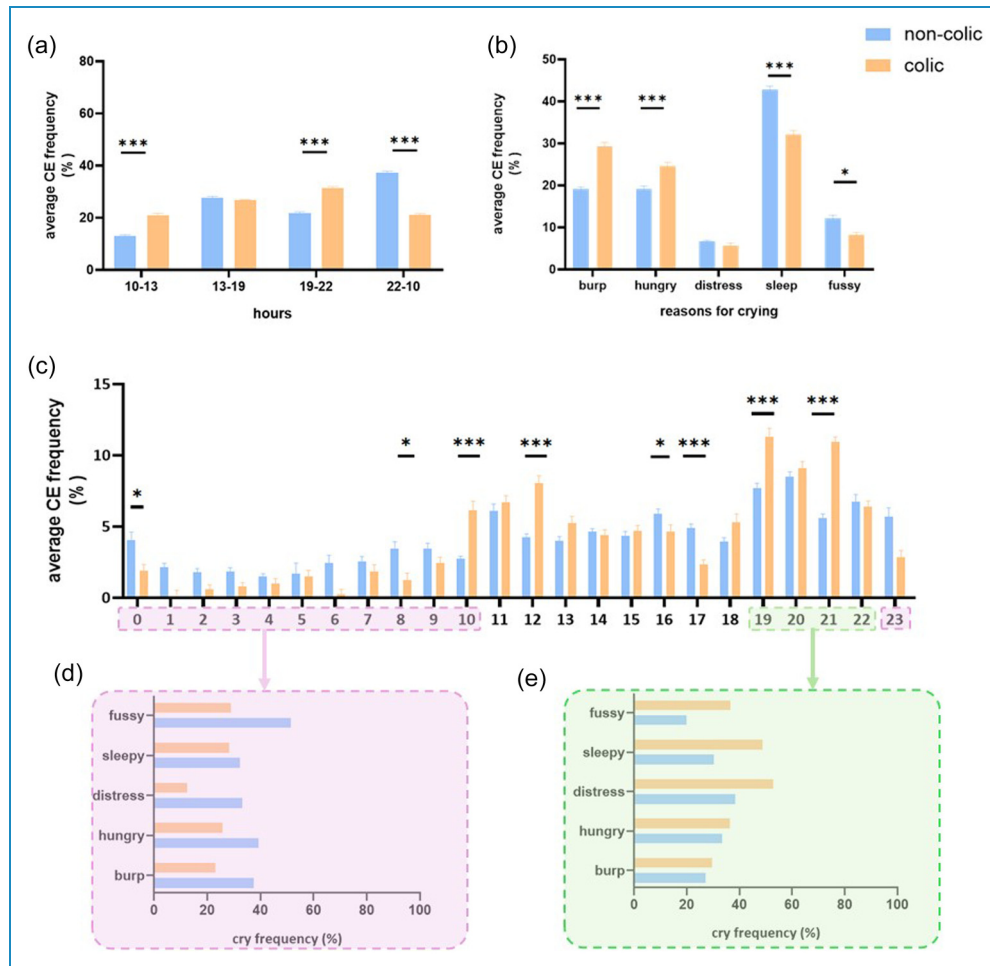 (a)
80
60
40
20
0
average CE frequency
(%)
***
***
***
10-13 13-19 19-22 22-10
hours
(b)
non-colic
colic
50
40
30
20
10
0
average CE frequency
(%)
***
***
***
*
burp hungry distress sleep fussy
reasons for crying
(c)
15
10
5
0
average CE frequency
(%)
*
*
***
***
*
***
***
***
0 1 2 3 4 5 6 7 8 9 10 11 12 13 14 15 16 17 18 19 20 21 22 23
(d)
fussy
sleepy
distress
hungry
burp
0 20 40 60 80 100
cry frequency (%)
(e)
fussy
sleepy
distress
hungry
burp
0 20 40 60 80 100
cry frequency (%)